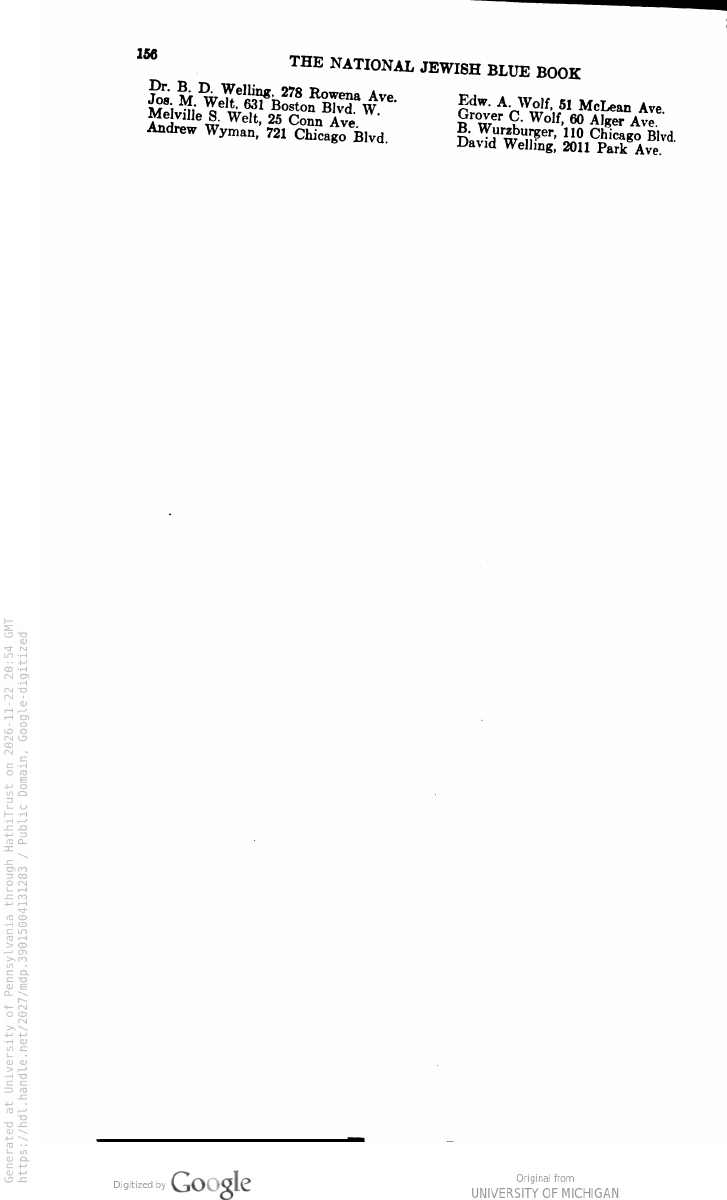 156
THE NATIONAL JEWISH BLUE BOOK
Dr. B. D. Welling, 278 Rowena Ave.
Jos. M. Welt, 631 Boston Blvd. W.
Melville S. Welt, 25 Conn Ave.
Andrew Wyman, 721 Chicago Blvd.
Edw. A. Wolf, 51 McLean Ave.
Grover C. Wolf, 60 Alger Ave.
B. Wurzburger, 110 Chicago Blvd.
David Welling, 2011 Park Ave.
Generated at University of Pennsylvania through HathiTrust on 2026-11-22 20:54 GMT
https://hdl.handle.net/2027/mdp.39015004131283 / Public Domain, Google-digitized
Digitized by Google
Original from
UNIVERSITY OF MICHIGAN